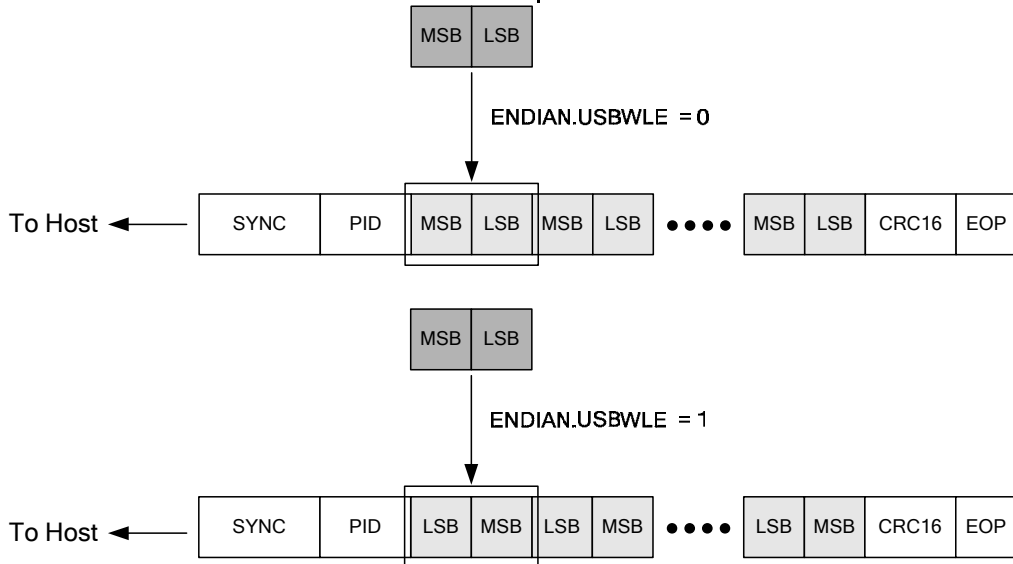 MSB LSB
ENDIAN.USBWLE = 0
To Host SYNC PID MSB LSB MSB LSB MSB LSB CRC16 EOP
MSB LSB
ENDIAN.USBWLE = 1
To Host SYNC PID LSB MSB LSB MSB LSB MSB CRC16 EOP